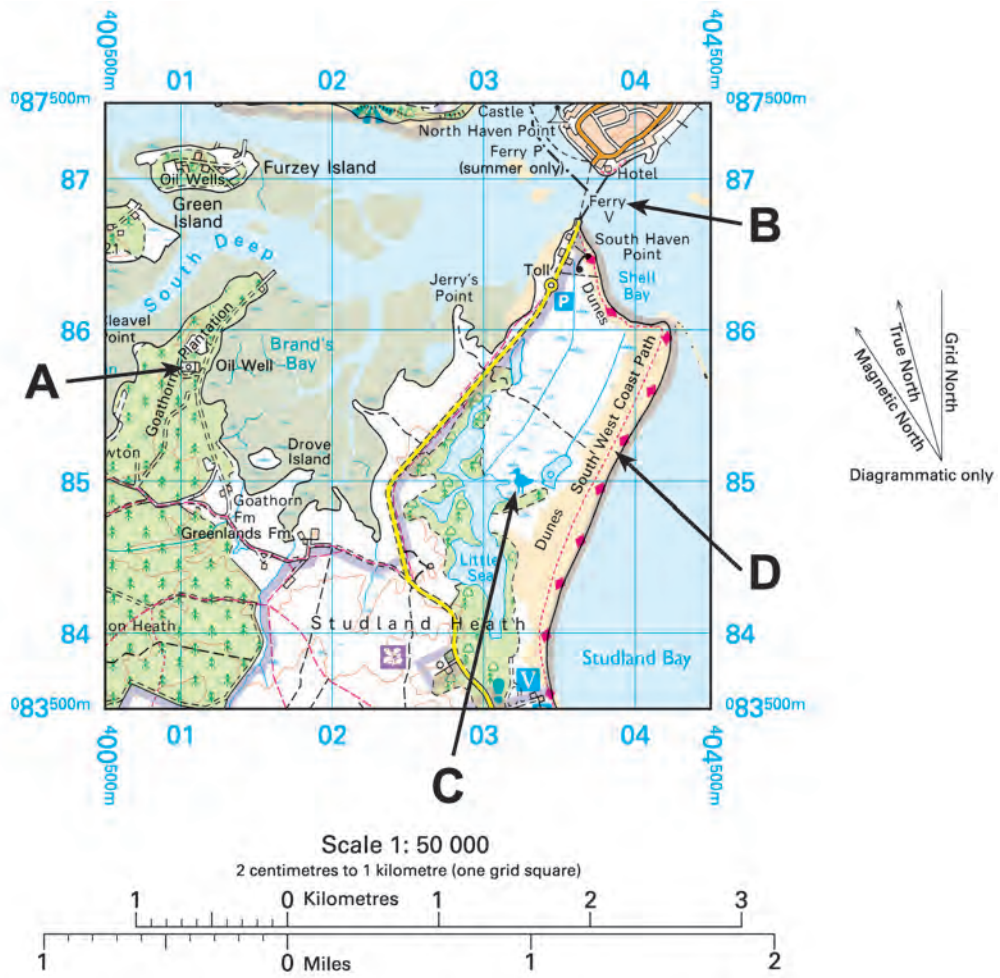 400500m
404500m
01
02
03
04
087500m
087500m
Castle
North Haven Point
Ferry P
(summer only)
87
Furzey Island
Oil Wells
Hotel
87
Ferry
V
B
Green
Island
21
South Deep
South Haven
Point
Toll
Jerry's
Point
Shell
Bay
P
Dunes
86
Point
Plantation
Brand's
Bay
86
A
Oil Well
Goathorn
South West Coast Path
Grid North
True North
Magnetic North
Diagrammatic only
Drove
Island
85
85
Goathorn
Fm
Greenlands Fm
Dunes
D
Little
Sea
84
on Heath
Studland Heath
84
Studland Bay
V
083500m
083500m
01
02
03
04
400500m
404500m
C
Scale 1: 50 000
2 centimetres to 1 kilometre (one grid square)
1 0 Kilometres 1 2 3
1 0 Miles 1 2